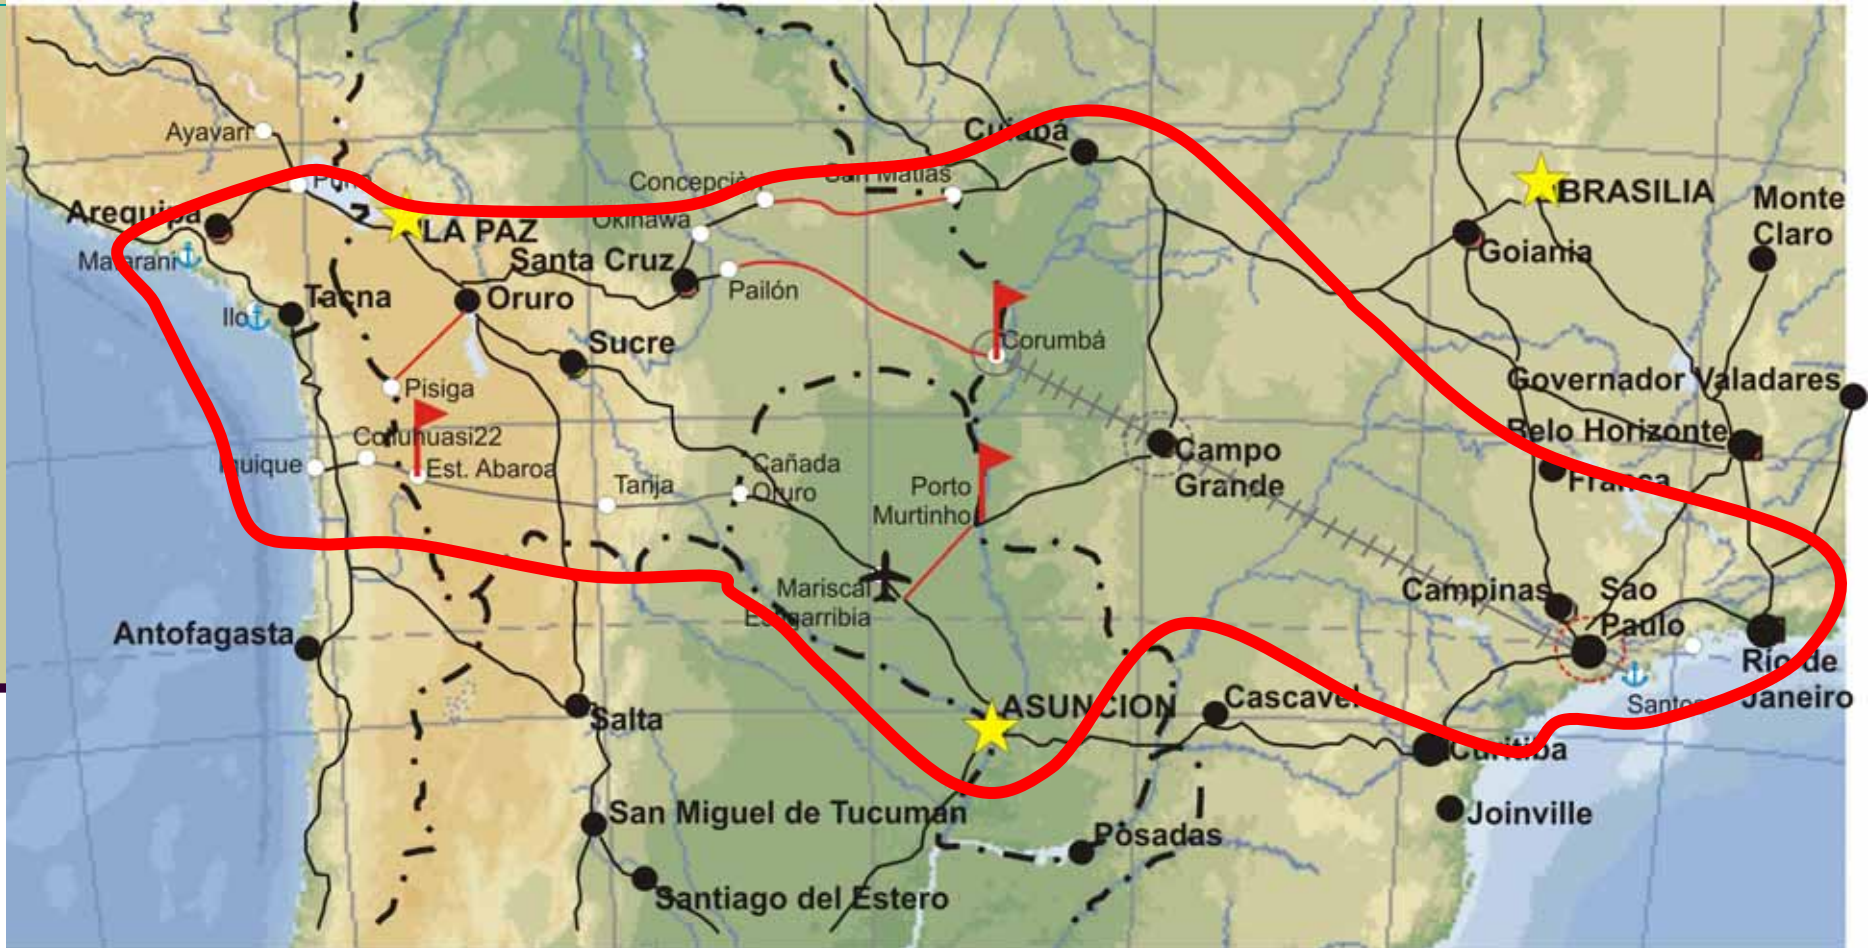 Ayavari
Puno
Arequipa
Matarani
LA PAZ
Concepción
San Matias
Okinawa
Cuiabá
BRASILIA
Monte
Claro
Goiania
Santa Cruz
Pailón
Tacna
Ilo
Oruro
Sucre
Corumbá
Pisiga
Governador Valadares
Belo Horizonte
Franca
Colluhuasi22
Iquique
Est. Abaroa
Tarija
Cañada
Oruro
Porto
Murtinho
Campo
Grande
Mariscal
Estigarribia
Campinas
Sao
Paulo
Antofagasta
Rio de
Janeiro
Santos
Salta
ASUNCION
Cascavel
Curitiba
San Miguel de Tucuman
Posadas
Joinville
Santiago del Estero